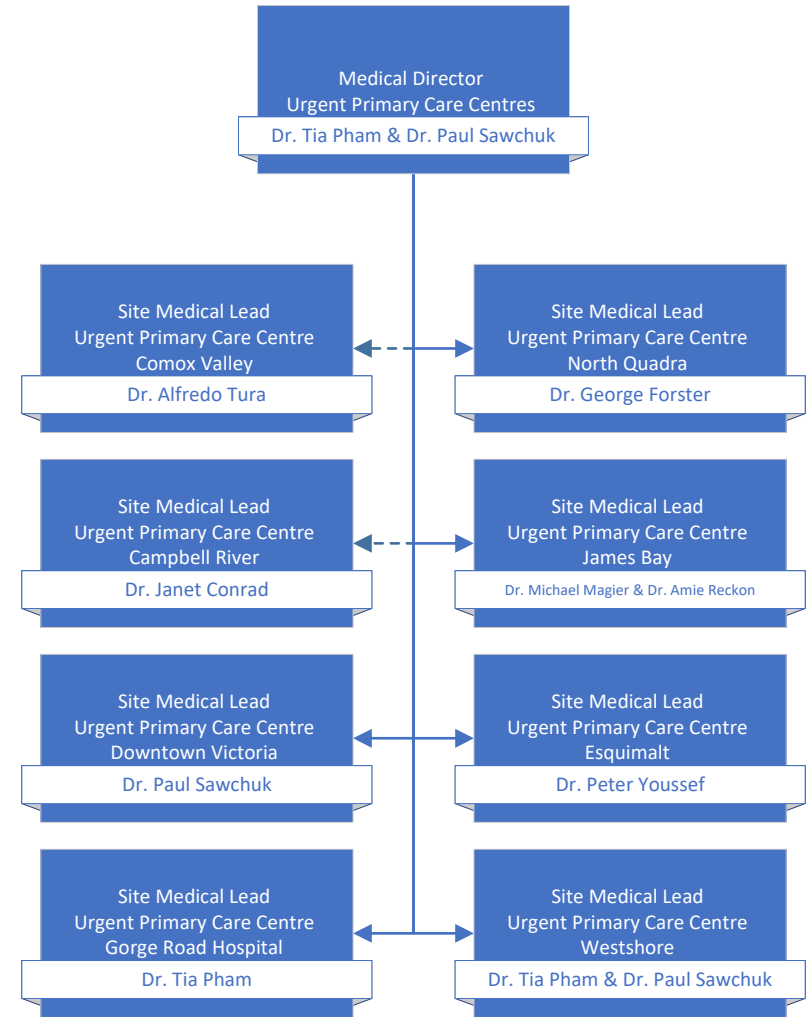 Medical Director
Urgent Primary Care Centres
Dr. Tia Pham & Dr. Paul Sawchuk
Site Medical Lead
Urgent Primary Care Centre
Comox Valley
Dr. Alfredo Tura
Site Medical Lead
Urgent Primary Care Centre
North Quadra
Dr. George Forster
Site Medical Lead
Urgent Primary Care Centre
Campbell River
Dr. Janet Conrad
Site Medical Lead
Urgent Primary Care Centre
James Bay
Dr. Michael Magier & Dr. Amie Reckon
Site Medical Lead
Urgent Primary Care Centre
Downtown Victoria
Dr. Paul Sawchuk
Site Medical Lead
Urgent Primary Care Centre
Esquimalt
Dr. Peter Youssef
Site Medical Lead
Urgent Primary Care Centre
Gorge Road Hospital
Dr. Tia Pham
Site Medical Lead
Urgent Primary Care Centre
Westshore
Dr. Tia Pham & Dr. Paul Sawchuk